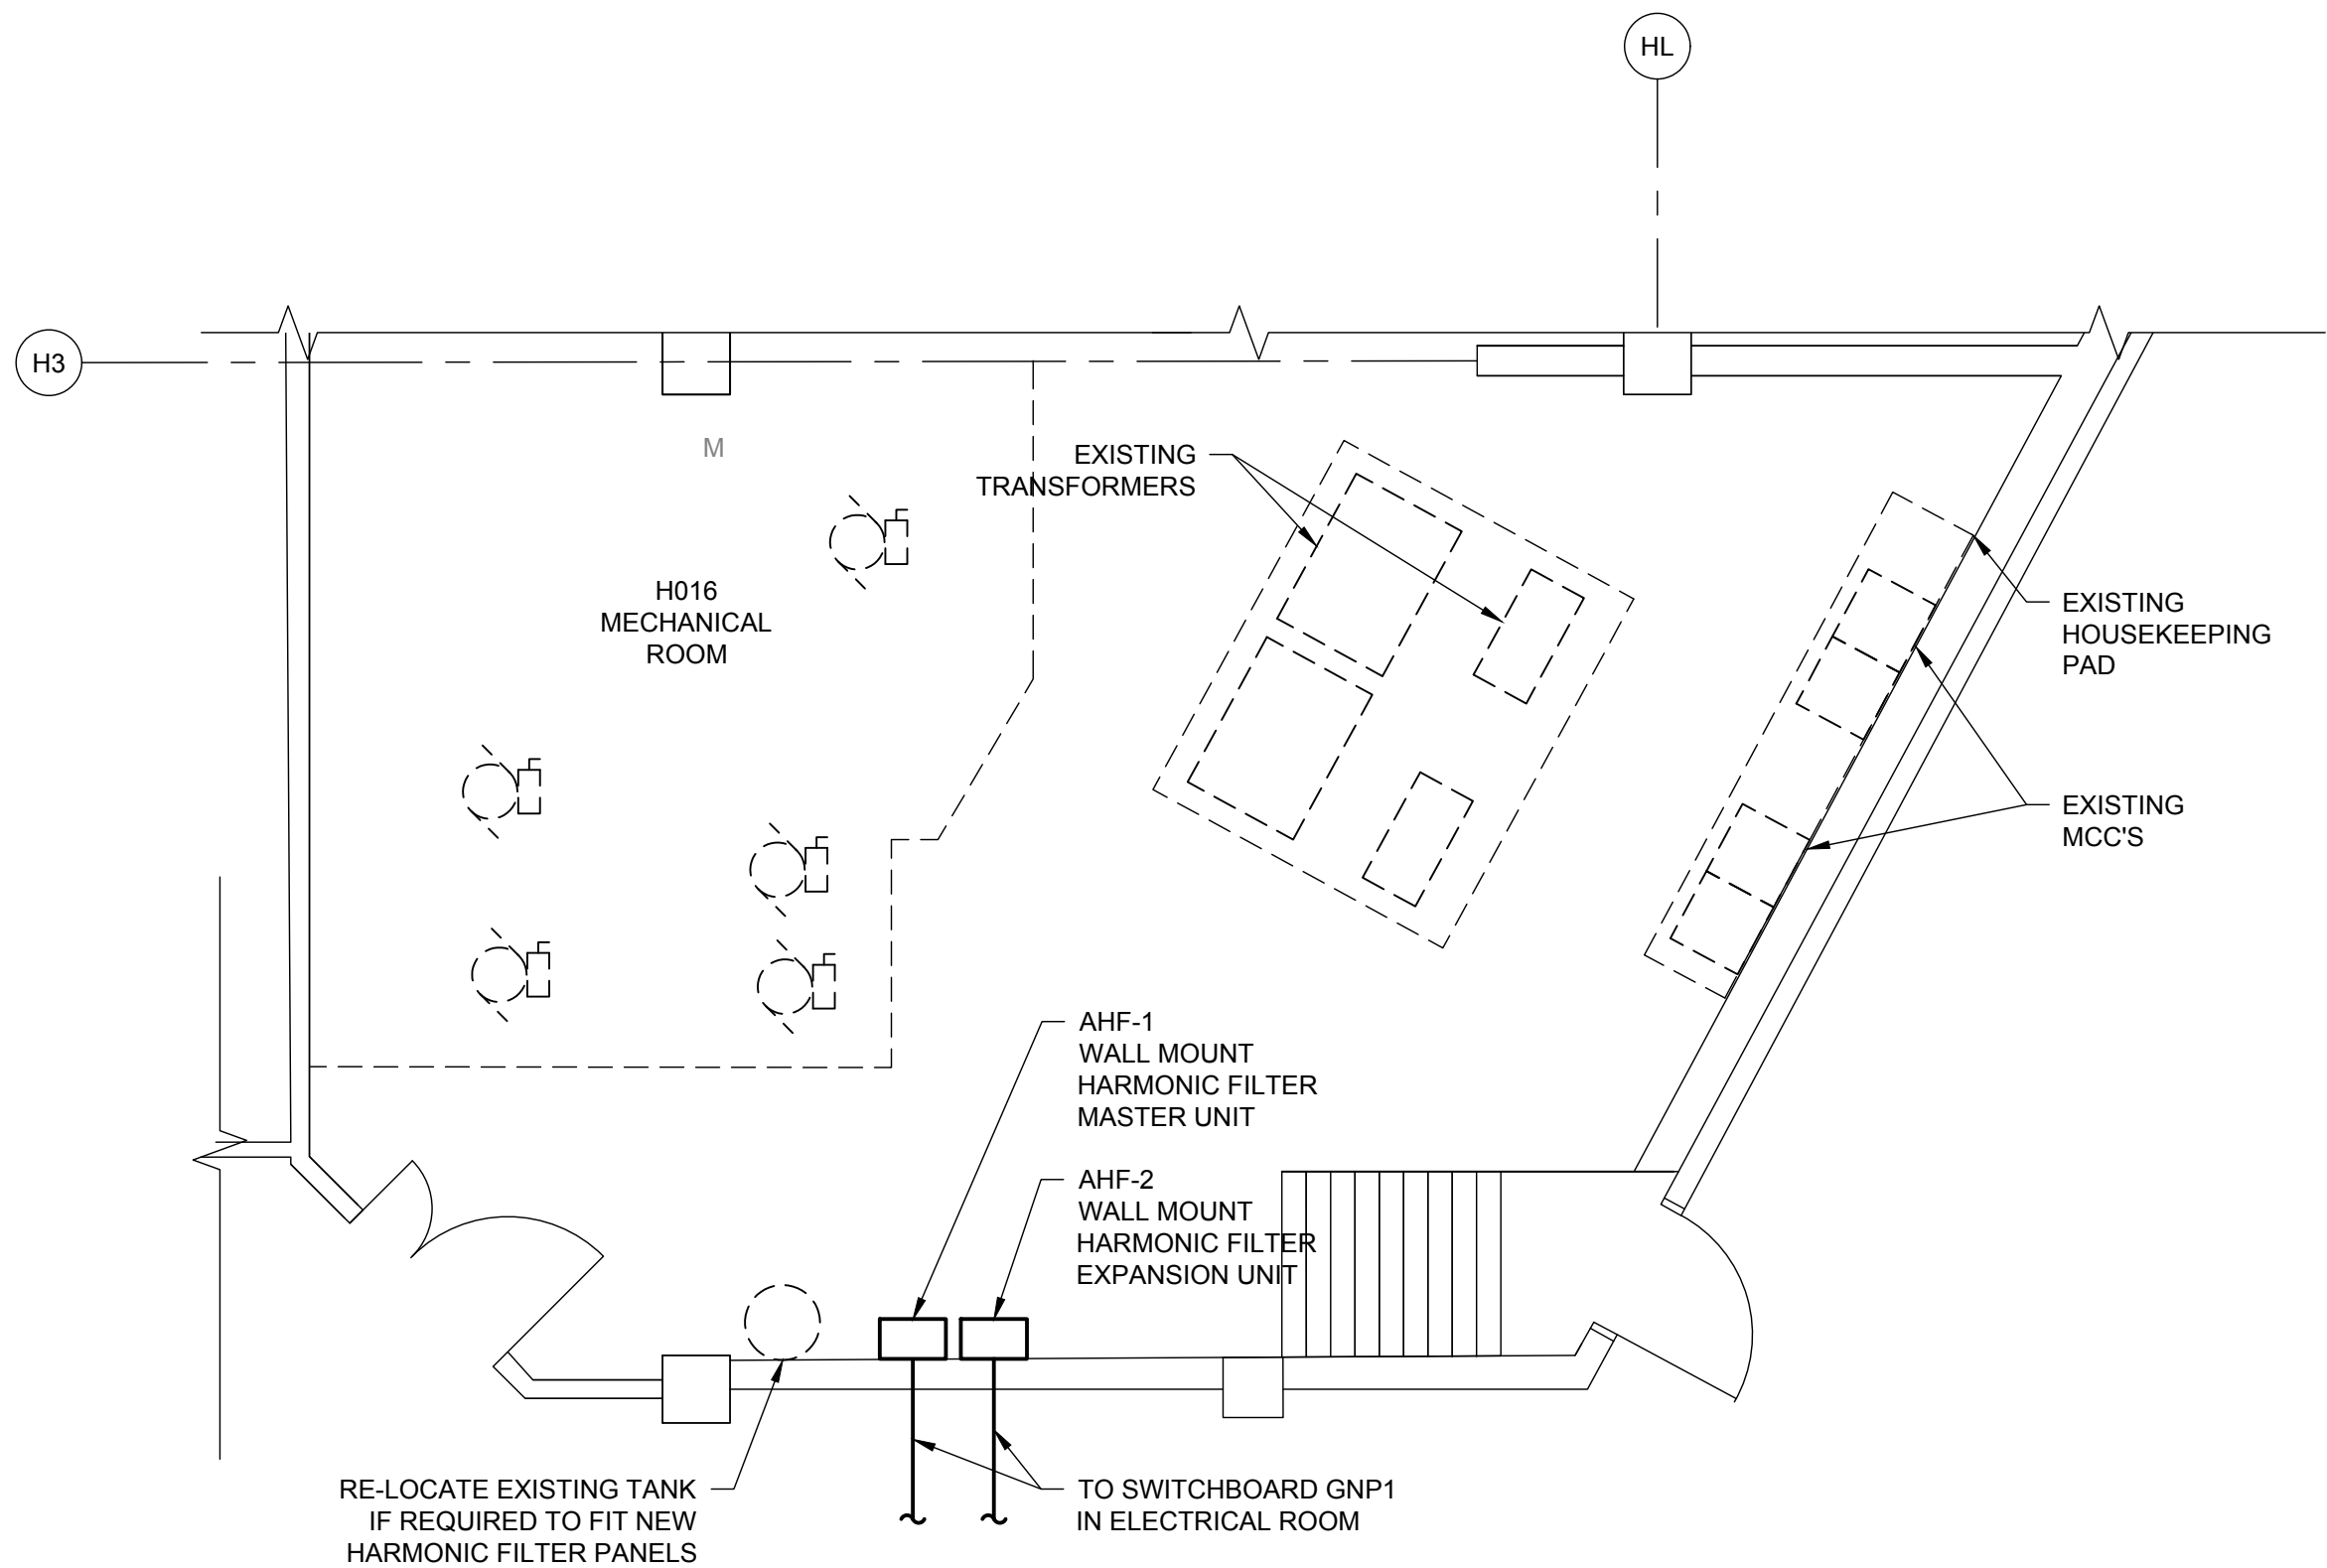 HL
H3
M
EXISTING
TRANSFORMERS
H016
MECHANICAL
ROOM
EXISTING
HOUSEKEEPING
PAD
EXISTING
MCC'S
AHF-1
WALL MOUNT
HARMONIC FILTER
MASTER UNIT
AHF-2
WALL MOUNT
HARMONIC FILTER
EXPANSION UNIT
RE-LOCATE EXISTING TANK
IF REQUIRED TO FIT NEW
HARMONIC FILTER PANELS
TO SWITCHBOARD GNP1
IN ELECTRICAL ROOM